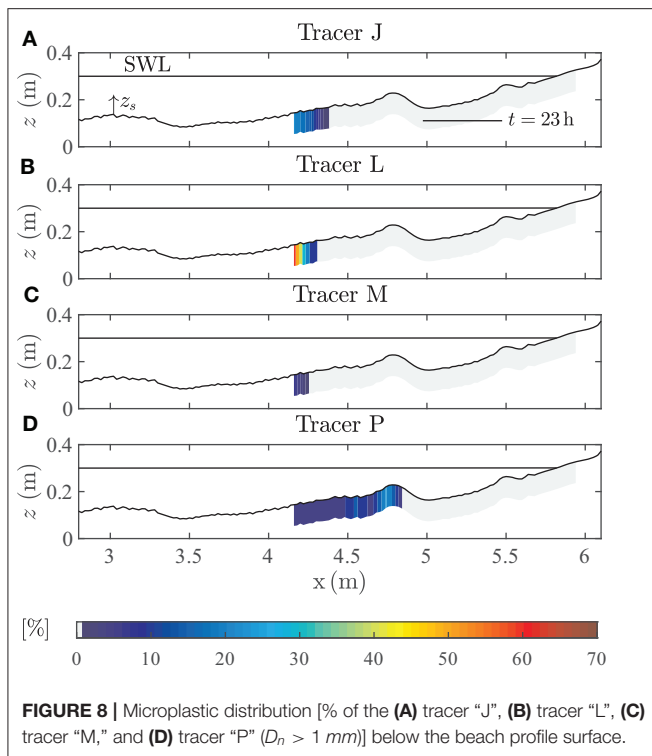 A Tracer J
0.4
SWL
z (m)
0.2
z_s
t = 23 h
0
B Tracer L
0.4
z (m)
0.2
0
C Tracer M
0.4
z (m)
0.2
0
D Tracer P
0.4
z (m)
0.2
0
3 3.5 4 4.5 5 5.5 6
x (m)
[%]
0 10 20 30 40 50 60 70
FIGURE 8 | Microplastic distribution [% of the (A) tracer “J”, (B) tracer “L”, (C)
tracer “M,” and (D) tracer “P” (D_n > 1 mm)] below the beach profile surface.